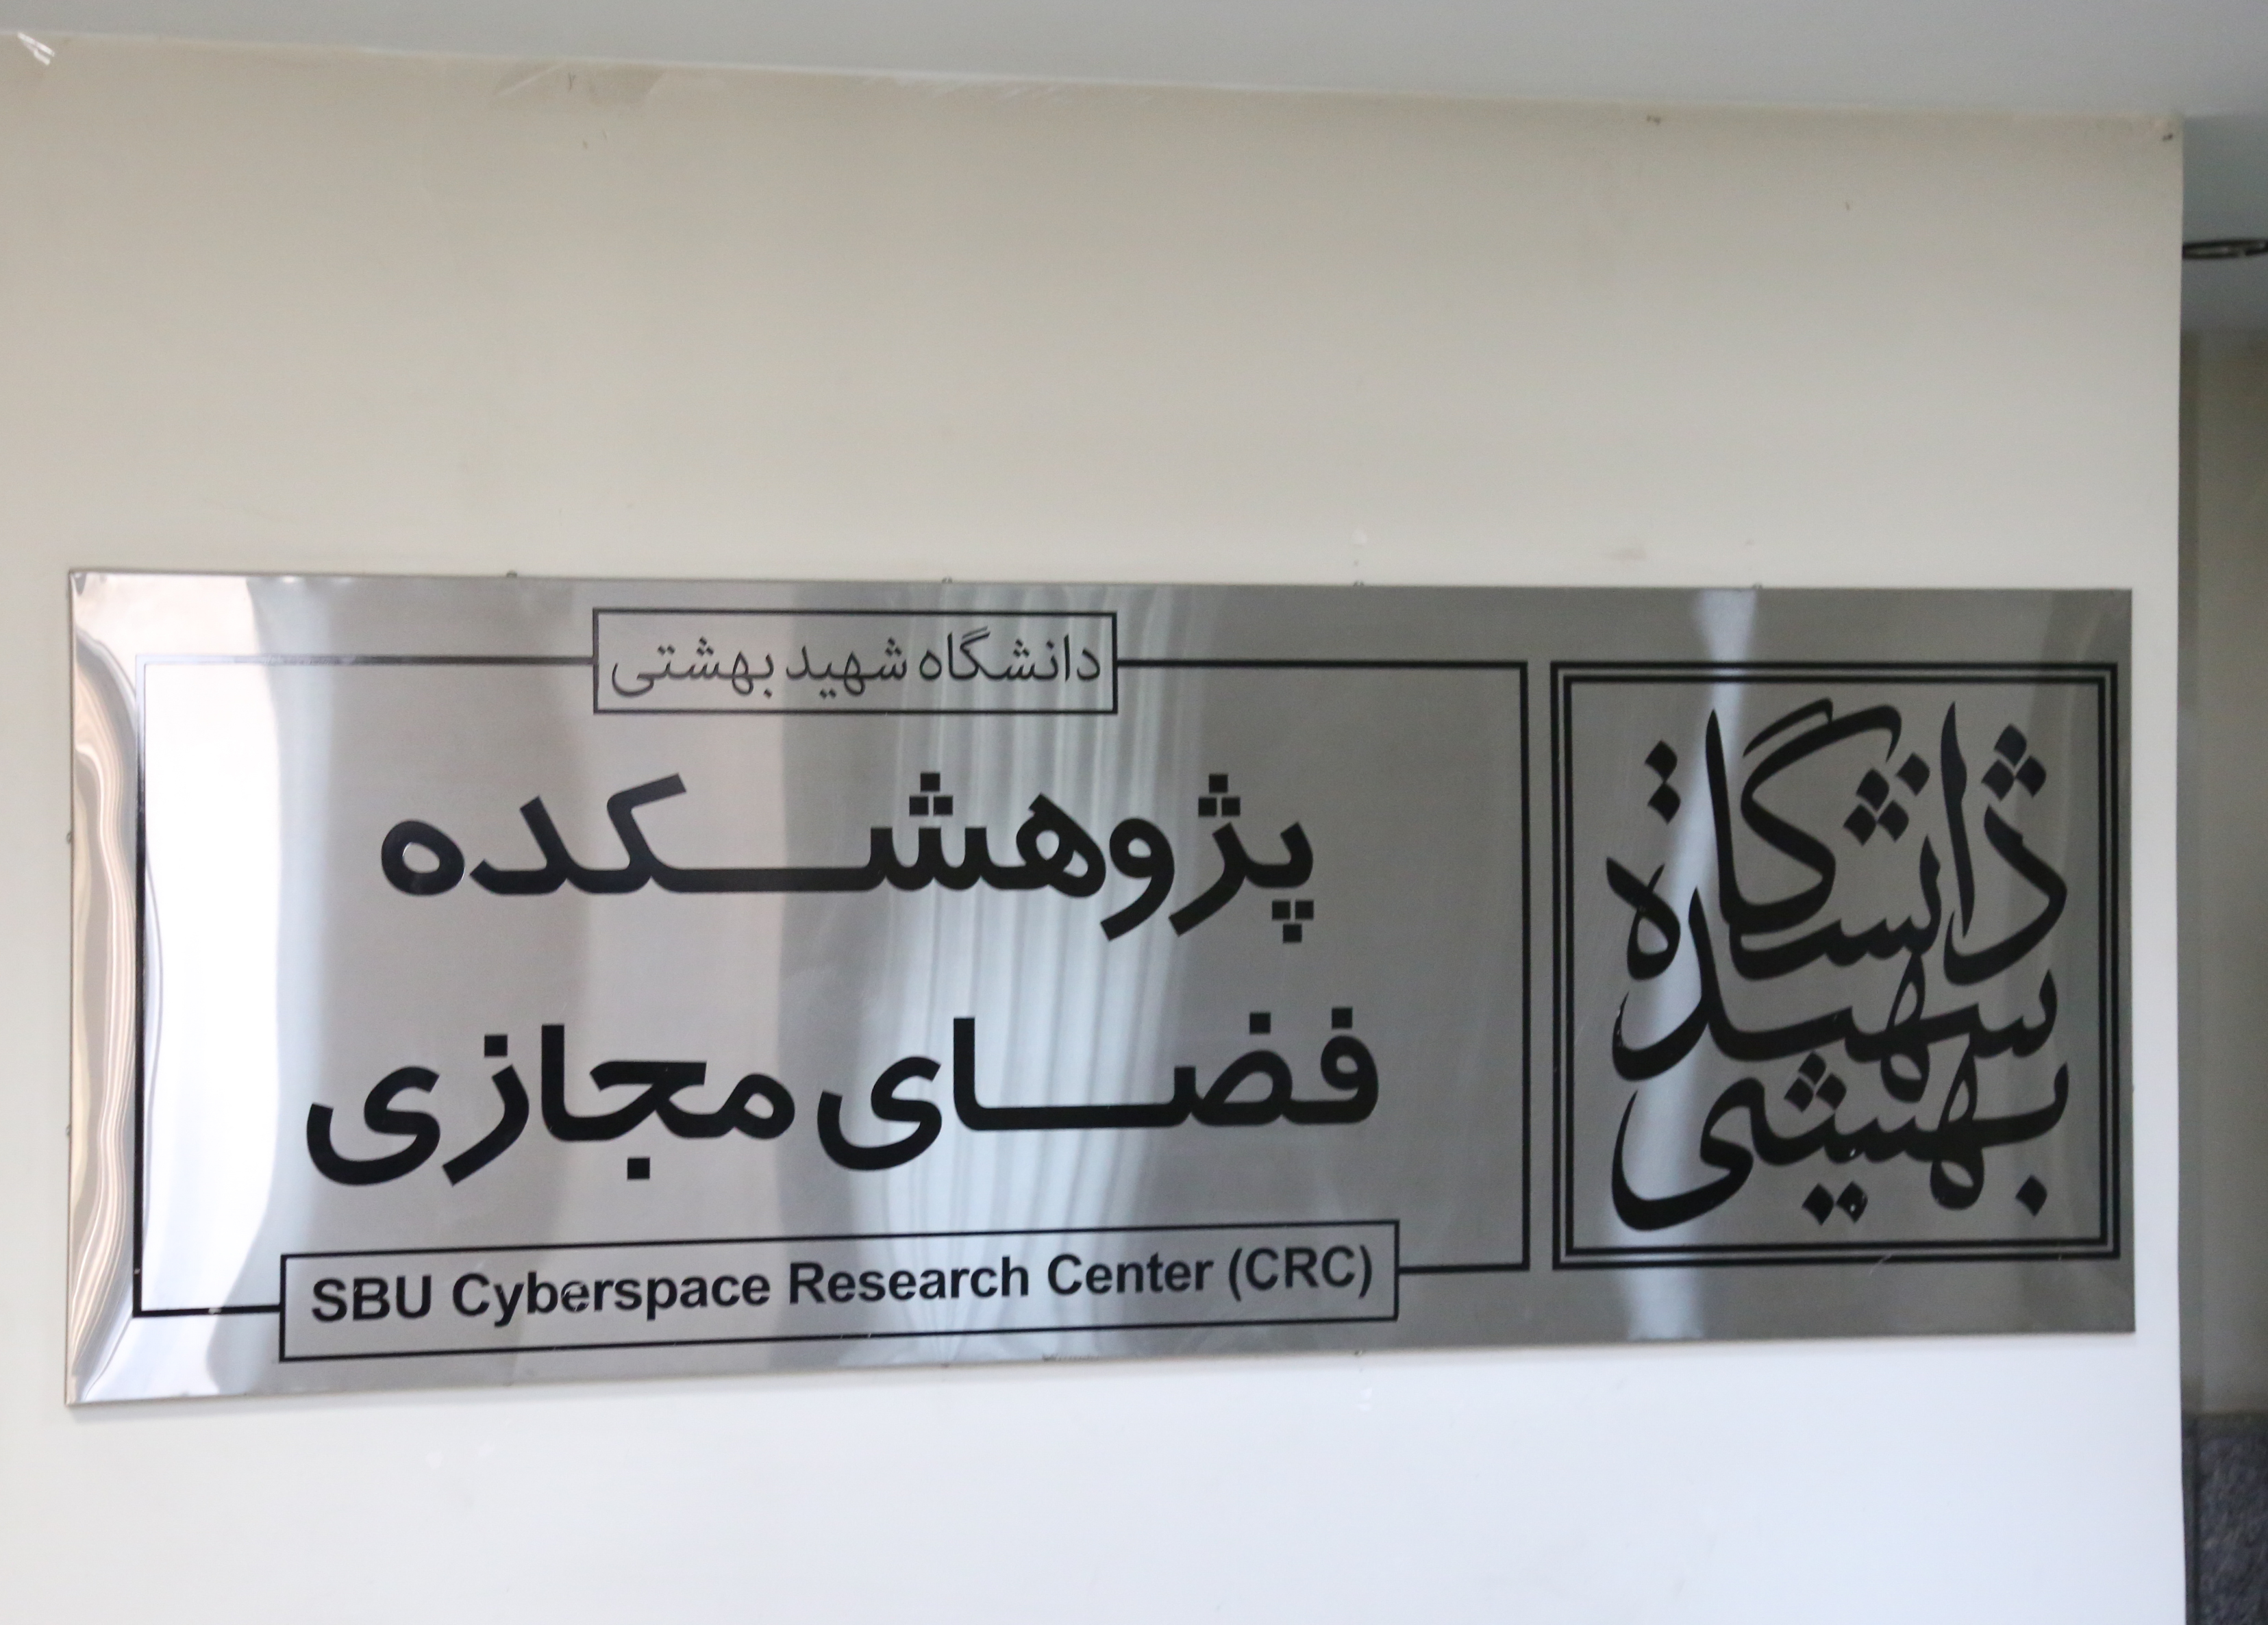 دانشگاه شهید بهشتی
دانشگاه شهید بهشتی
پژوهشکده
فضای مجازی
SBU Cyberspace Research Center (CRC)